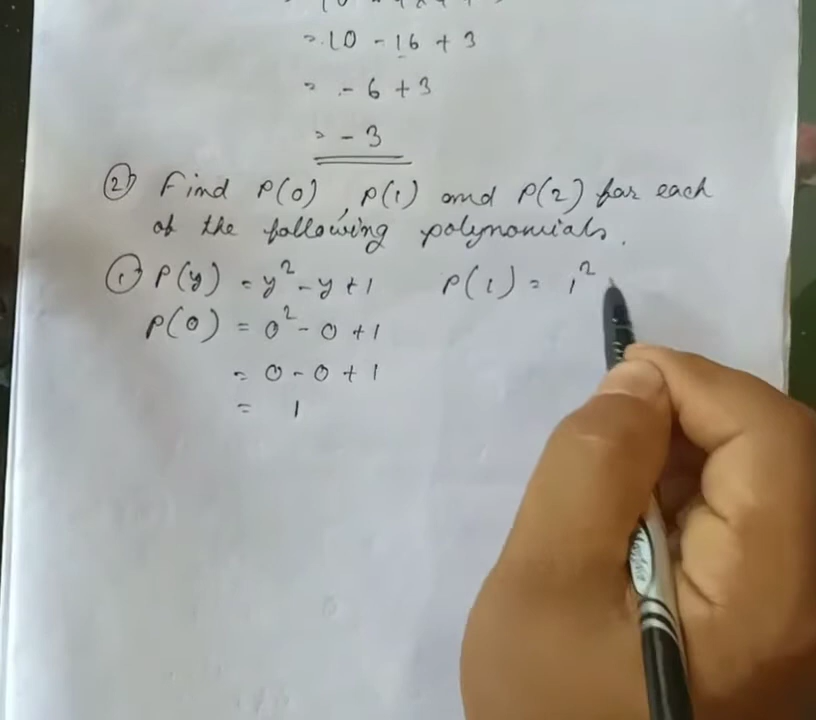 = 10 - 16 + 3
= - 6 + 3
= - 3
② Find P(0), P(1) and P(2) for each
of the following polynomials.
① P(y) = y² - y + 1 P(1) = 1²
P(0) = 0² - 0 + 1
= 0 - 0 + 1
= 1